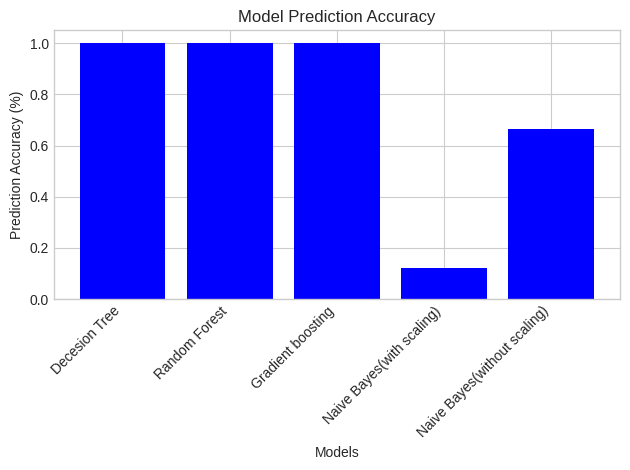 Model Prediction Accuracy
Prediction Accuracy (%)
1.0
0.8
0.6
0.4
0.2
0.0
Decesion Tree
Random Forest
Gradient boosting
Naive Bayes(with scaling)
Naive Bayes(without scaling)
Models